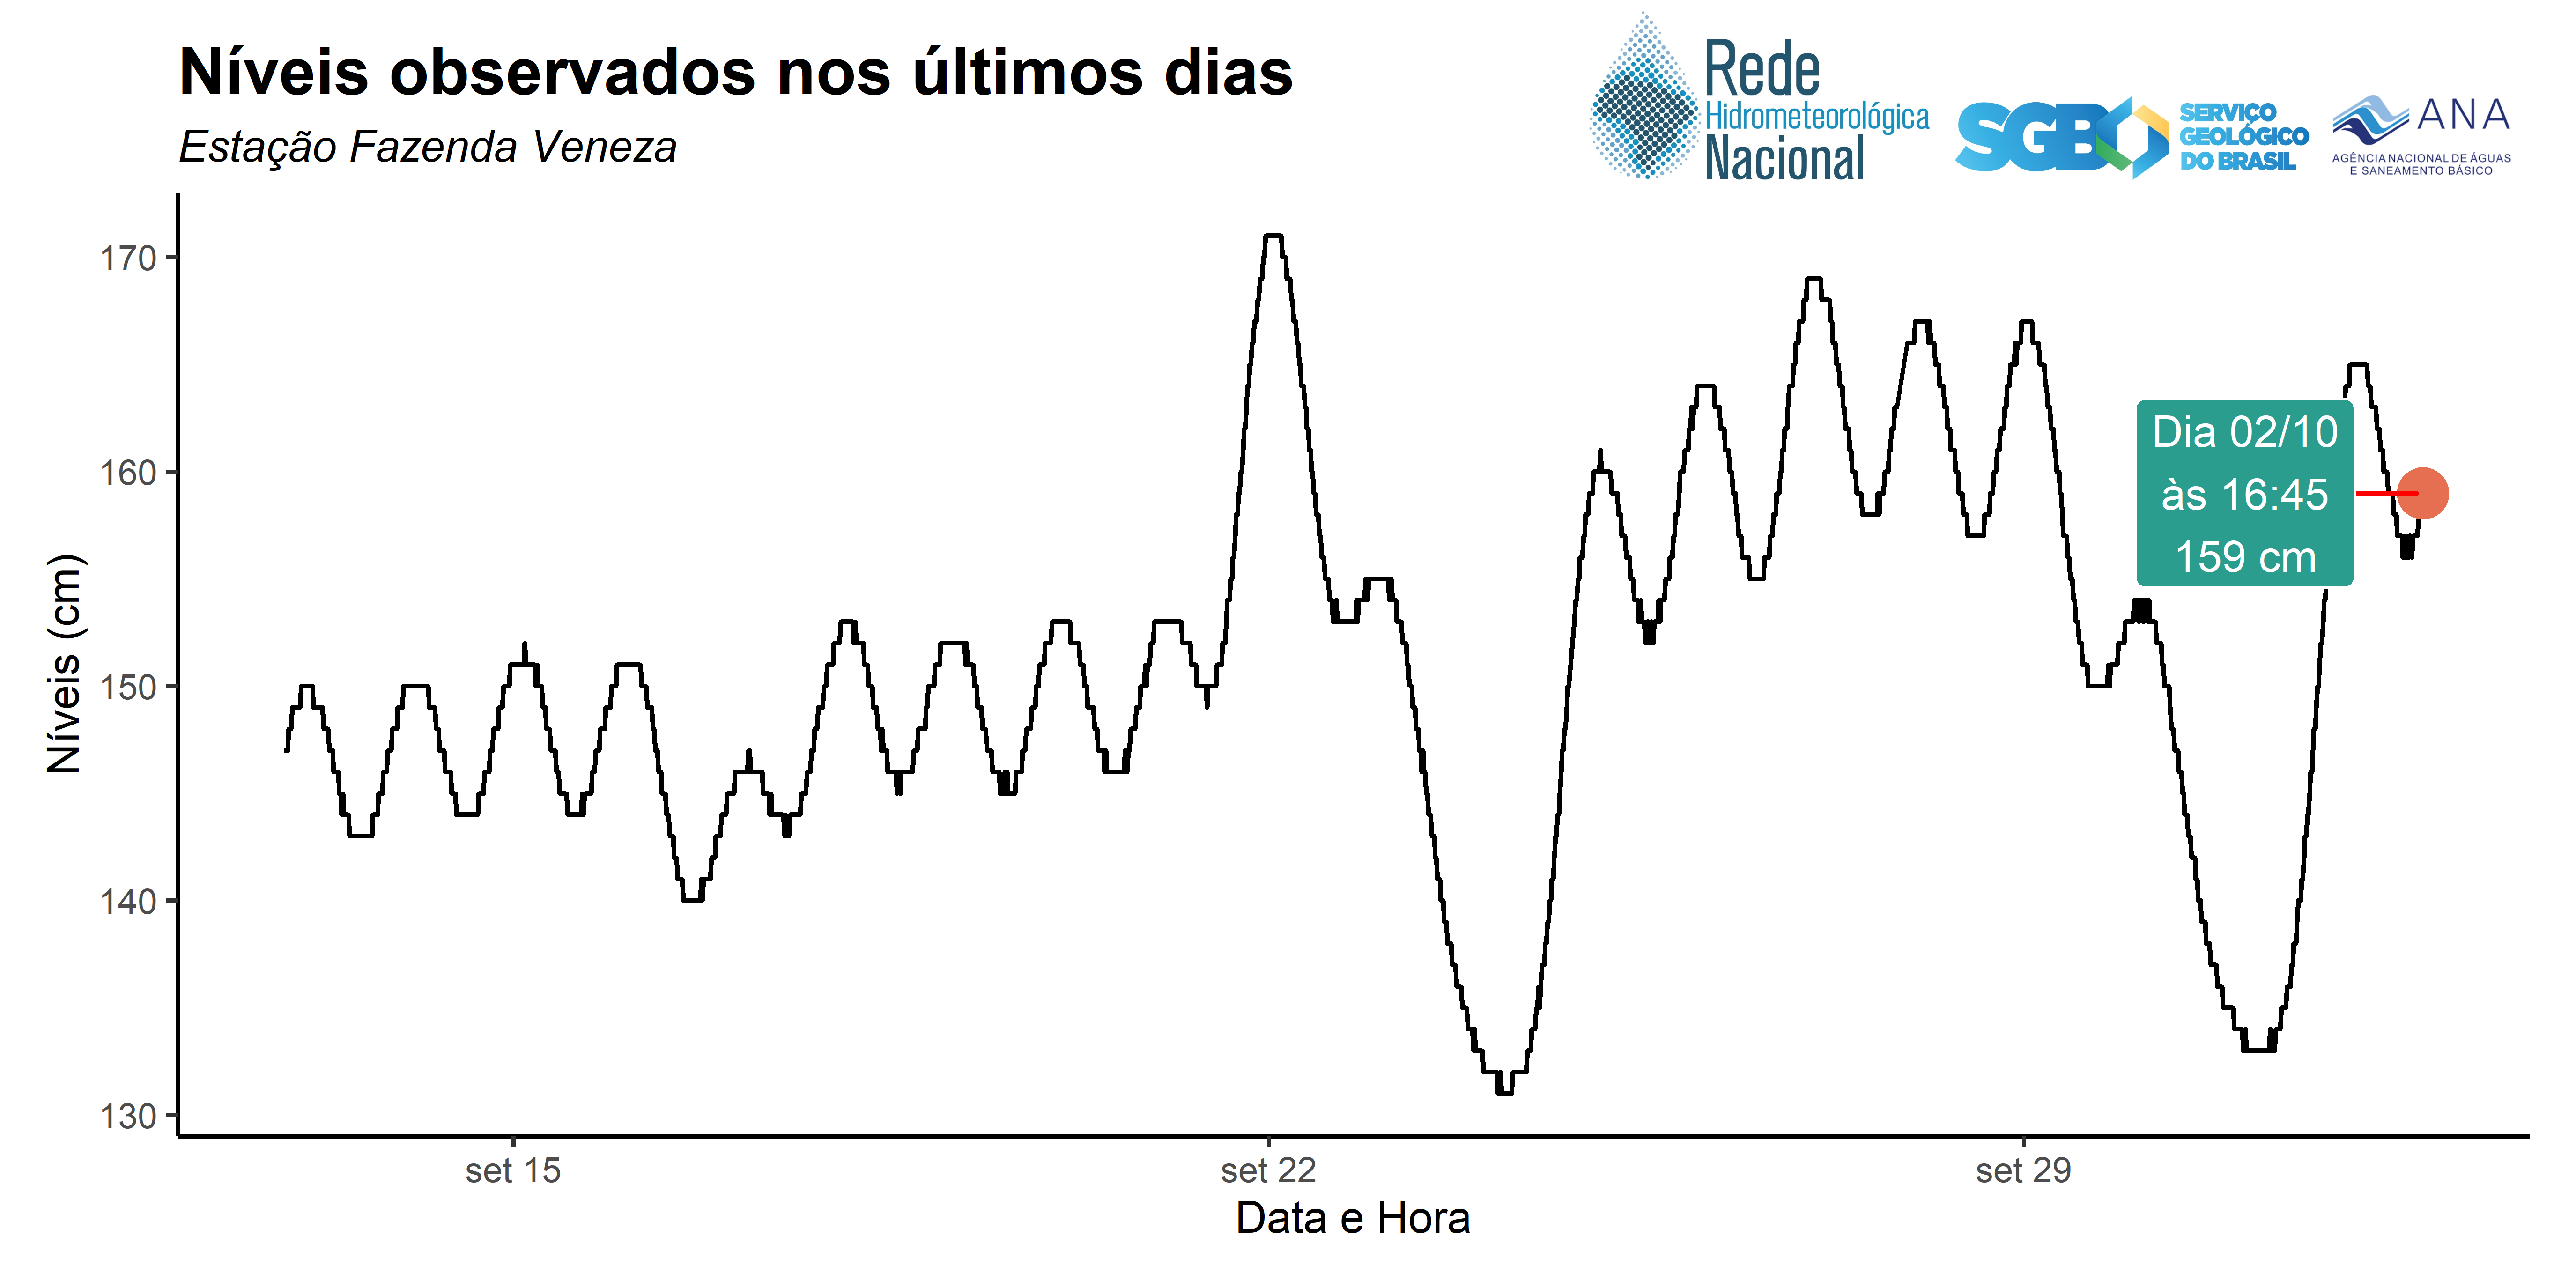 Níveis observados nos últimos dias
Estação Fazenda Veneza
Rede
Hidrometeorológica
Nacional
SGB
SERVIÇO
GEOLÓGICO
DO BRASIL
ANA
AGÊNCIA NACIONAL DE ÁGUAS
E SANEAMENTO BÁSICO
Níveis (cm)
170
160
150
140
130
Dia 02/10
às 16:45
159 cm
set 15
set 22
set 29
Data e Hora